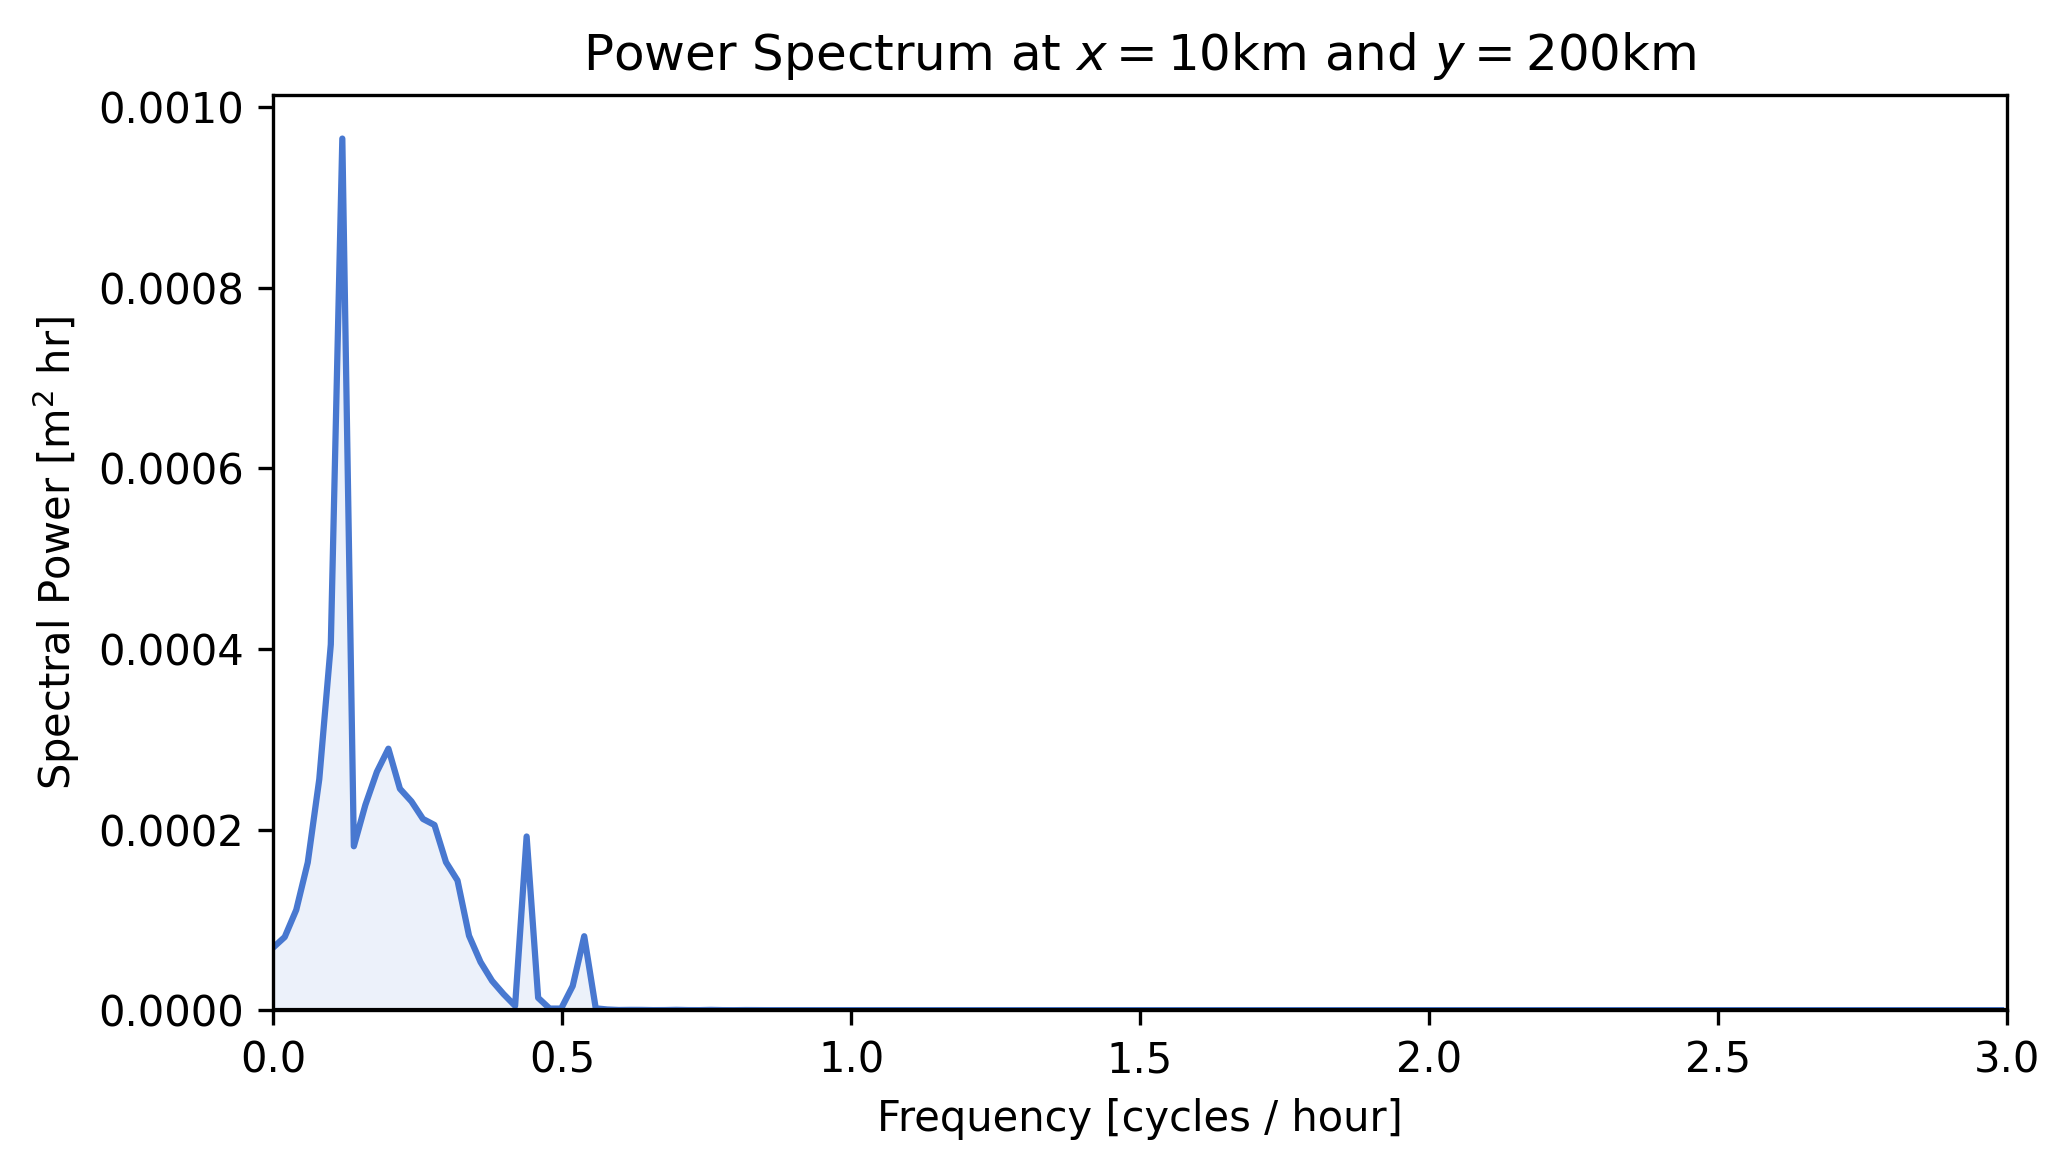 Power Spectrum at x = 10km and y = 200km
0.0010
0.0008
0.0006
0.0004
0.0002
0.0000
Spectral Power [m² hr]
0.0 0.5 1.0 1.5 2.0 2.5 3.0
Frequency [cycles / hour]